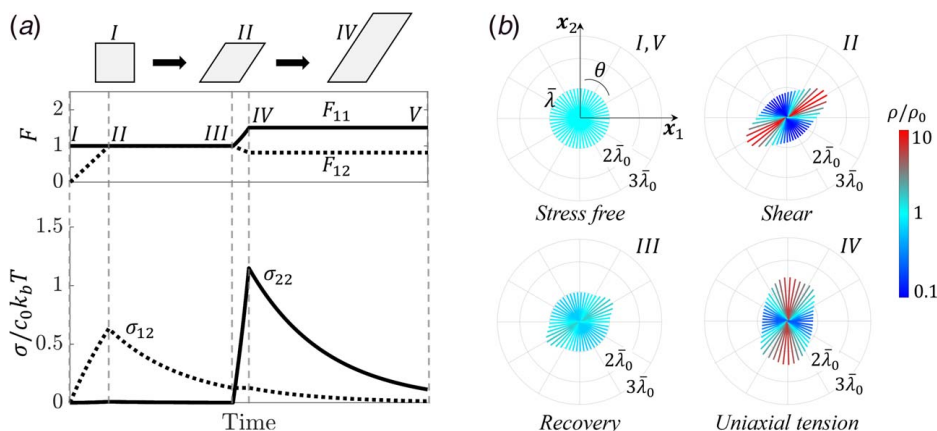 (a)
I II IV
2
1
0
F
I II III IV V
F₁₁
F₁₂
1.5
1
0.5
0
σ/c₀k_bT
σ₁₂
σ₂₂
Time
(b)
x₂
I, V
θ
λ̄
x₁
2λ̄₀
3λ̄₀
Stress free
II
2λ̄₀
3λ̄₀
Shear
ρ/ρ₀
10
1
0.1
III
2λ̄₀
3λ̄₀
Recovery
IV
2λ̄₀
3λ̄₀
Uniaxial tension